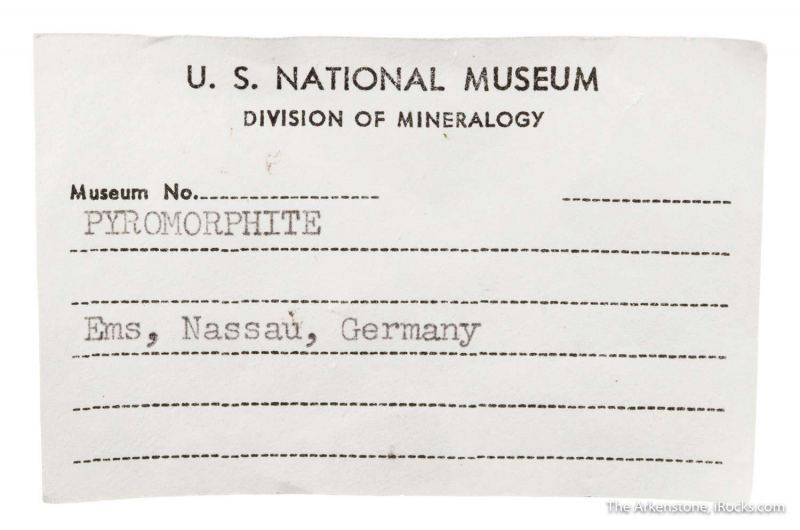 U. S. NATIONAL MUSEUM
DIVISION OF MINERALOGY
Museum No.
PYROMORPHITE
Ems, Nassau, Germany
The Arkenstone, iRocks.com